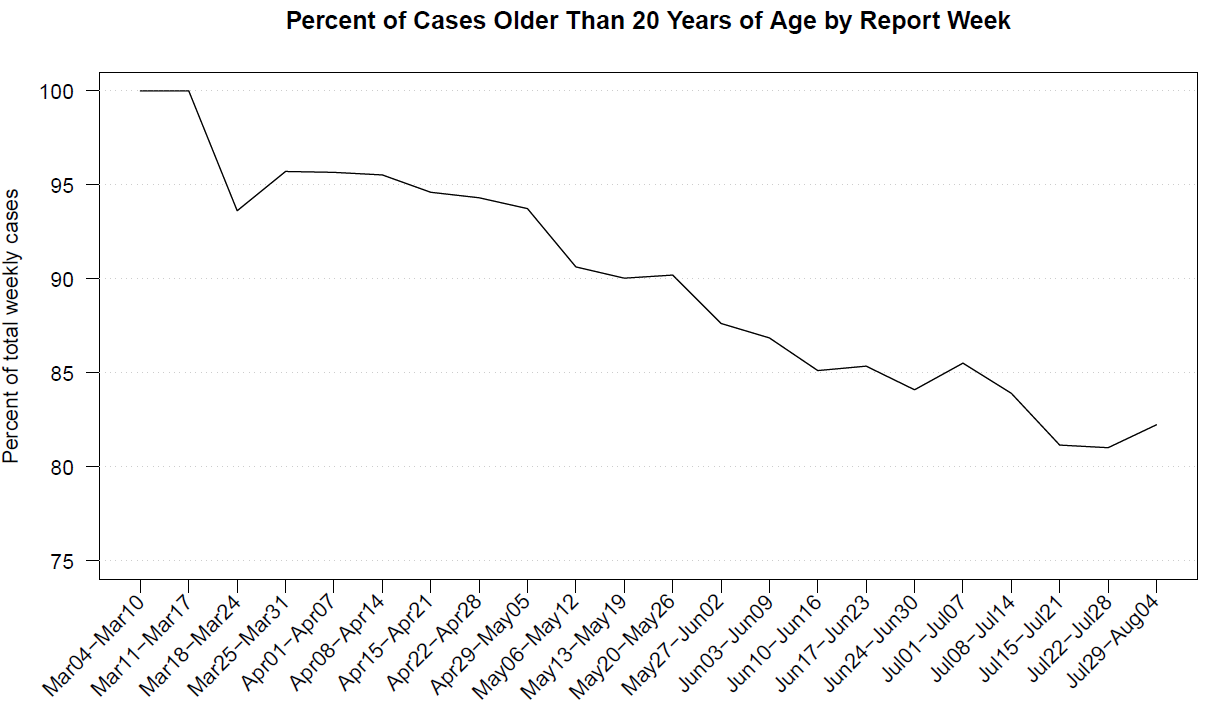 Percent of Cases Older Than 20 Years of Age by Report Week
Percent of total weekly cases
100
95
90
85
80
75
Mar04−Mar10
Mar11−Mar17
Mar18−Mar24
Mar25−Mar31
Apr01−Apr07
Apr08−Apr14
Apr15−Apr21
Apr22−Apr28
Apr29−May05
May06−May12
May13−May19
May20−May26
May27−Jun02
Jun03−Jun09
Jun10−Jun16
Jun17−Jun23
Jun24−Jun30
Jul01−Jul07
Jul08−Jul14
Jul15−Jul21
Jul22−Jul28
Jul29−Aug04